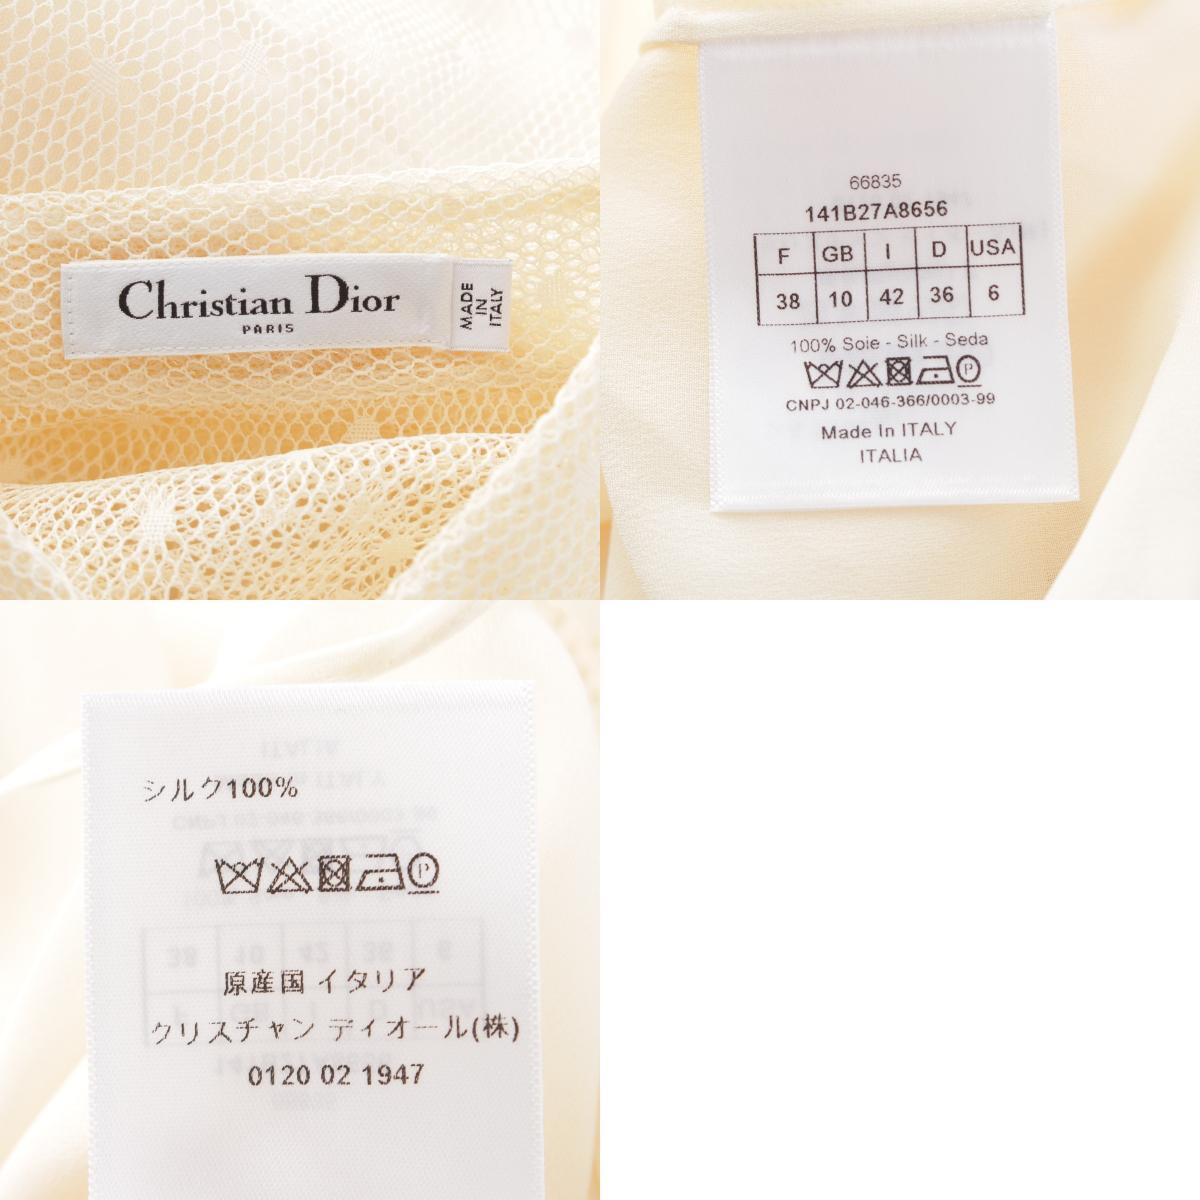 Christian Dior
PARIS
MADE
IN
ITALY
66835
141B27A8656
F GB I D USA
38 10 42 36 6
100% Soie - Silk - Seda
P
CNPJ 02-046-366/0003-99
Made In ITALY
ITALIA
シルク100%
P
原産国 イタリア
クリスチャン ディオール(株)
0120 02 1947